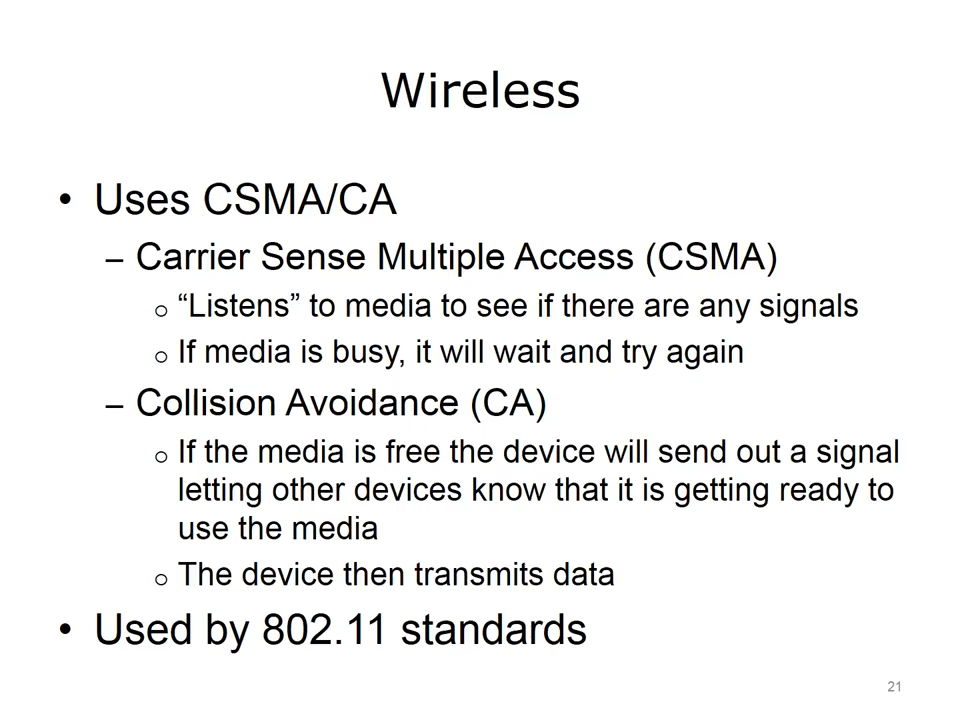 Wireless
• Uses CSMA/CA
– Carrier Sense Multiple Access (CSMA)
o “Listens” to media to see if there are any signals
o If media is busy, it will wait and try again
– Collision Avoidance (CA)
o If the media is free the device will send out a signal
letting other devices know that it is getting ready to
use the media
o The device then transmits data
• Used by 802.11 standards
21